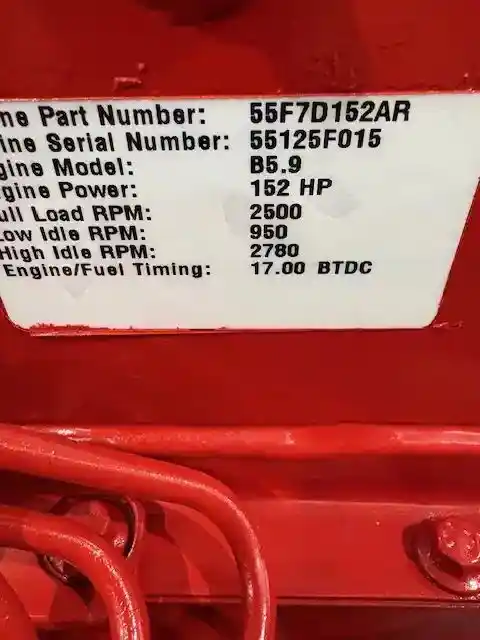 ne Part Number: 55F7D152AR
ine Serial Number: 55125F015
gine Model: B5.9
gine Power: 152 HP
ull Load RPM: 2500
Low Idle RPM: 950
High Idle RPM: 2780
Engine/Fuel Timing: 17.00 BTDC